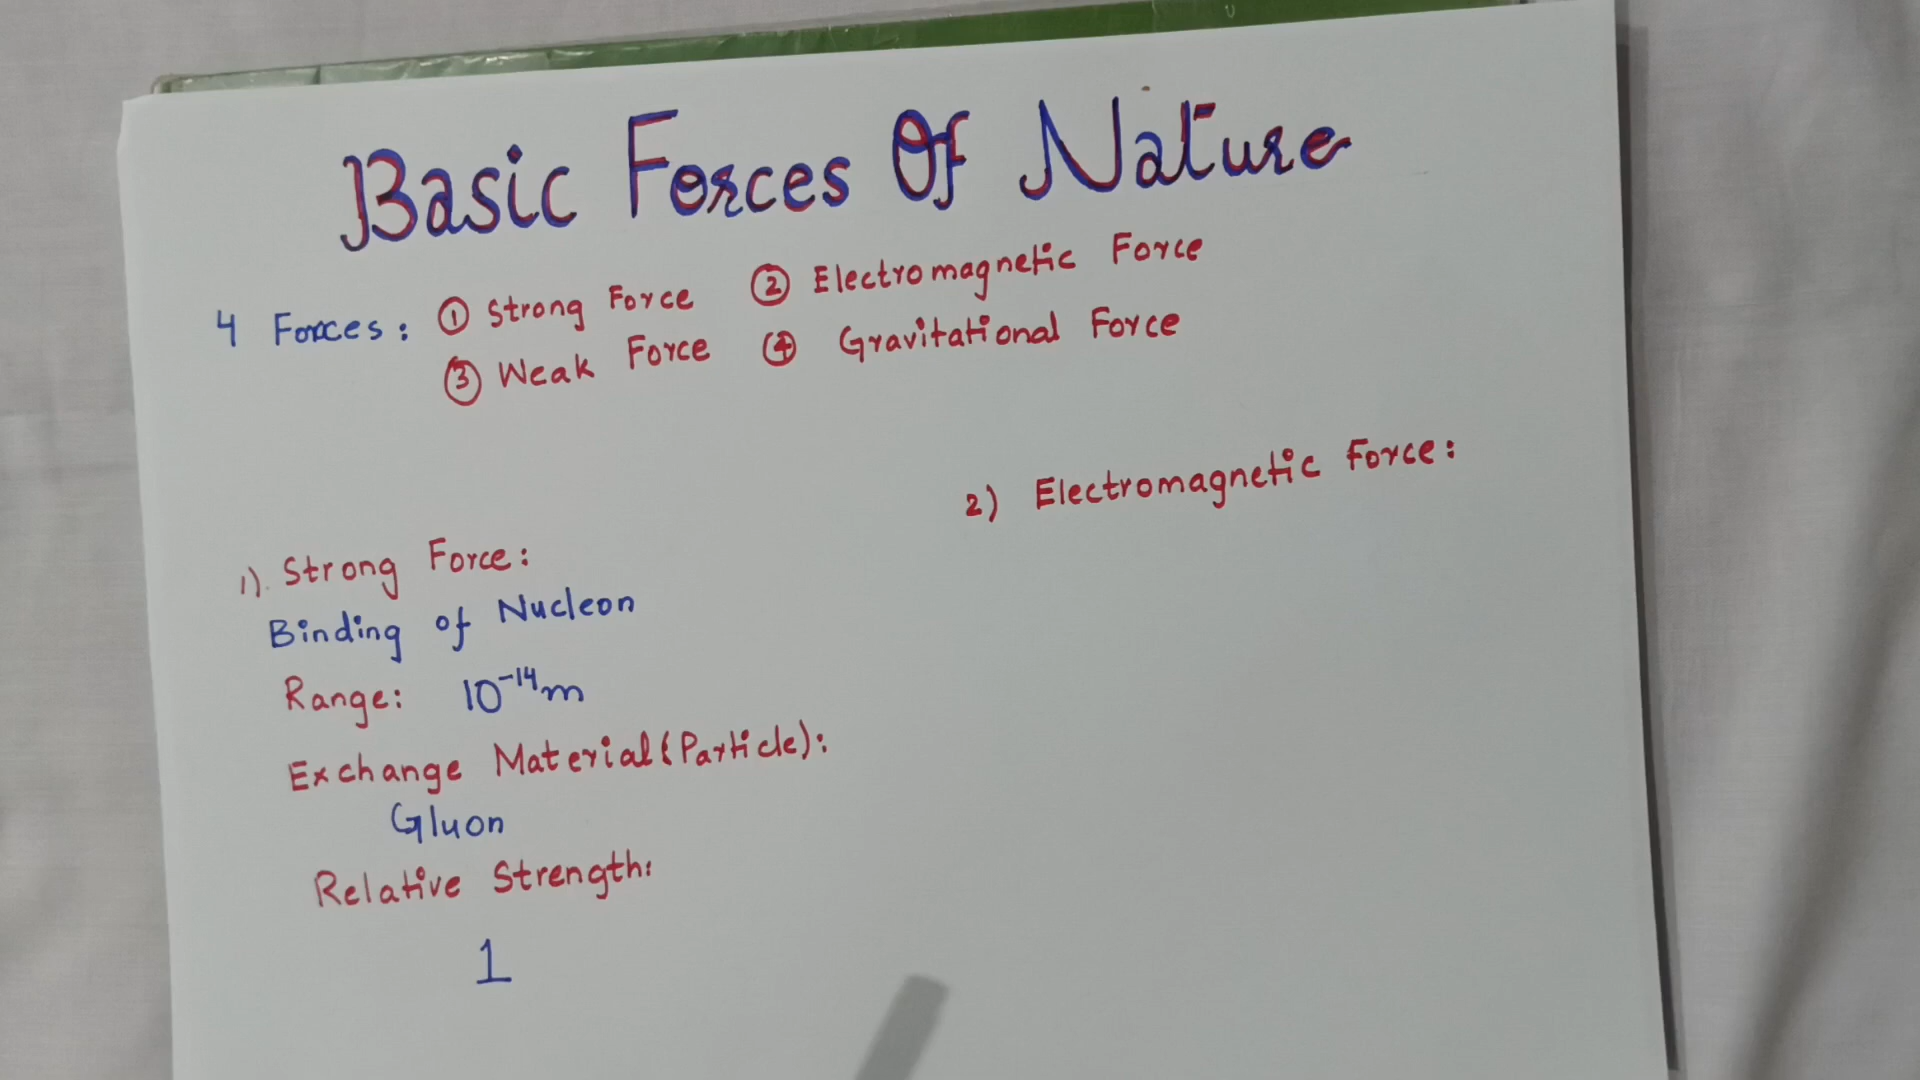 Basic Forces Of Nature
4 Forces: ① Strong Force ② Electromagnetic Force
③ Weak Force ④ Gravitational Force
1). Strong Force:
Binding of Nucleon
Range: 10⁻¹⁴m
Exchange Material(Particle):
Gluon
Relative Strength:
1
2) Electromagnetic Force: